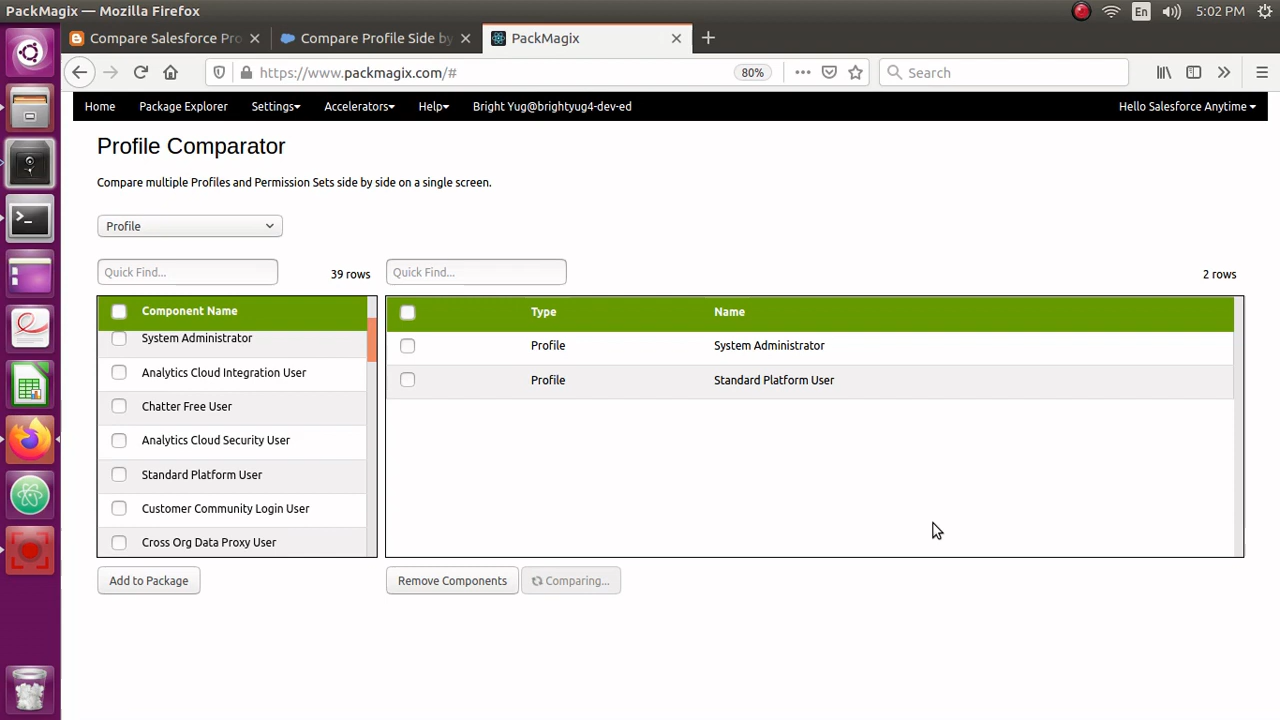 PackMagix — Mozilla Firefox
En
5:02 PM
Compare Salesforce Pro
Compare Profile Side by
PackMagix
https://www.packmagix.com/#
80%
Search
Home
Package Explorer
Settings
Accelerators
Help
Bright Yug@brightyug4-dev-ed
Hello Salesforce Anytime
Profile Comparator
Compare multiple Profiles and Permission Sets side by side on a single screen.
Profile
Quick Find...
39 rows
Quick Find...
2 rows
Component Name
System Administrator
Analytics Cloud Integration User
Chatter Free User
Analytics Cloud Security User
Standard Platform User
Customer Community Login User
Cross Org Data Proxy User
Type
Name
Profile
System Administrator
Profile
Standard Platform User
Add to Package
Remove Components
Comparing...